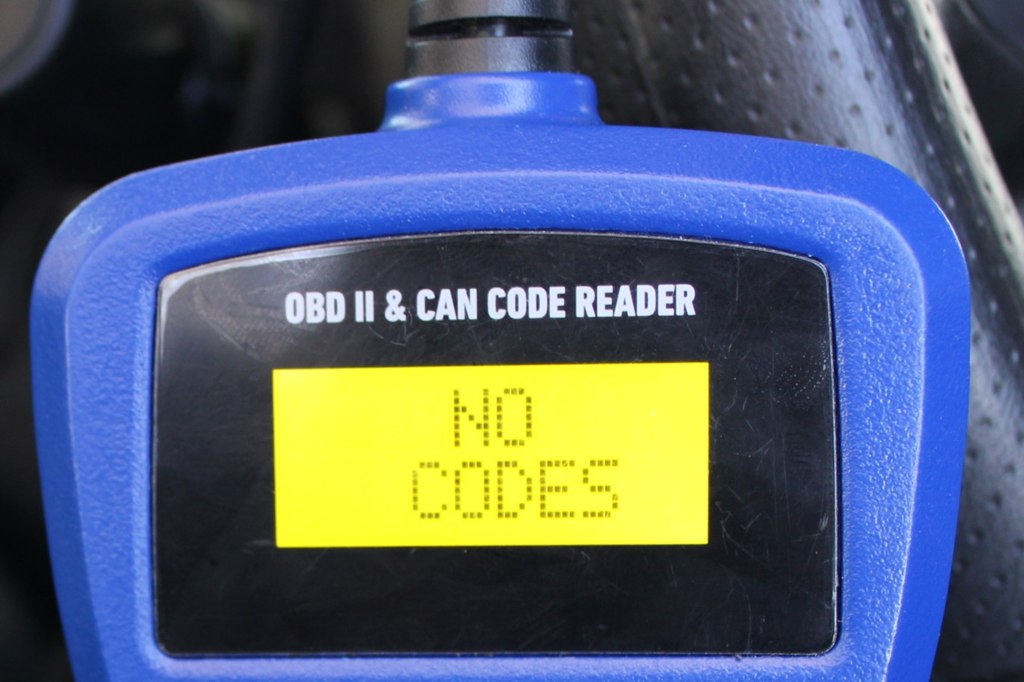 OBD II & CAN CODE READER
NO
CODES